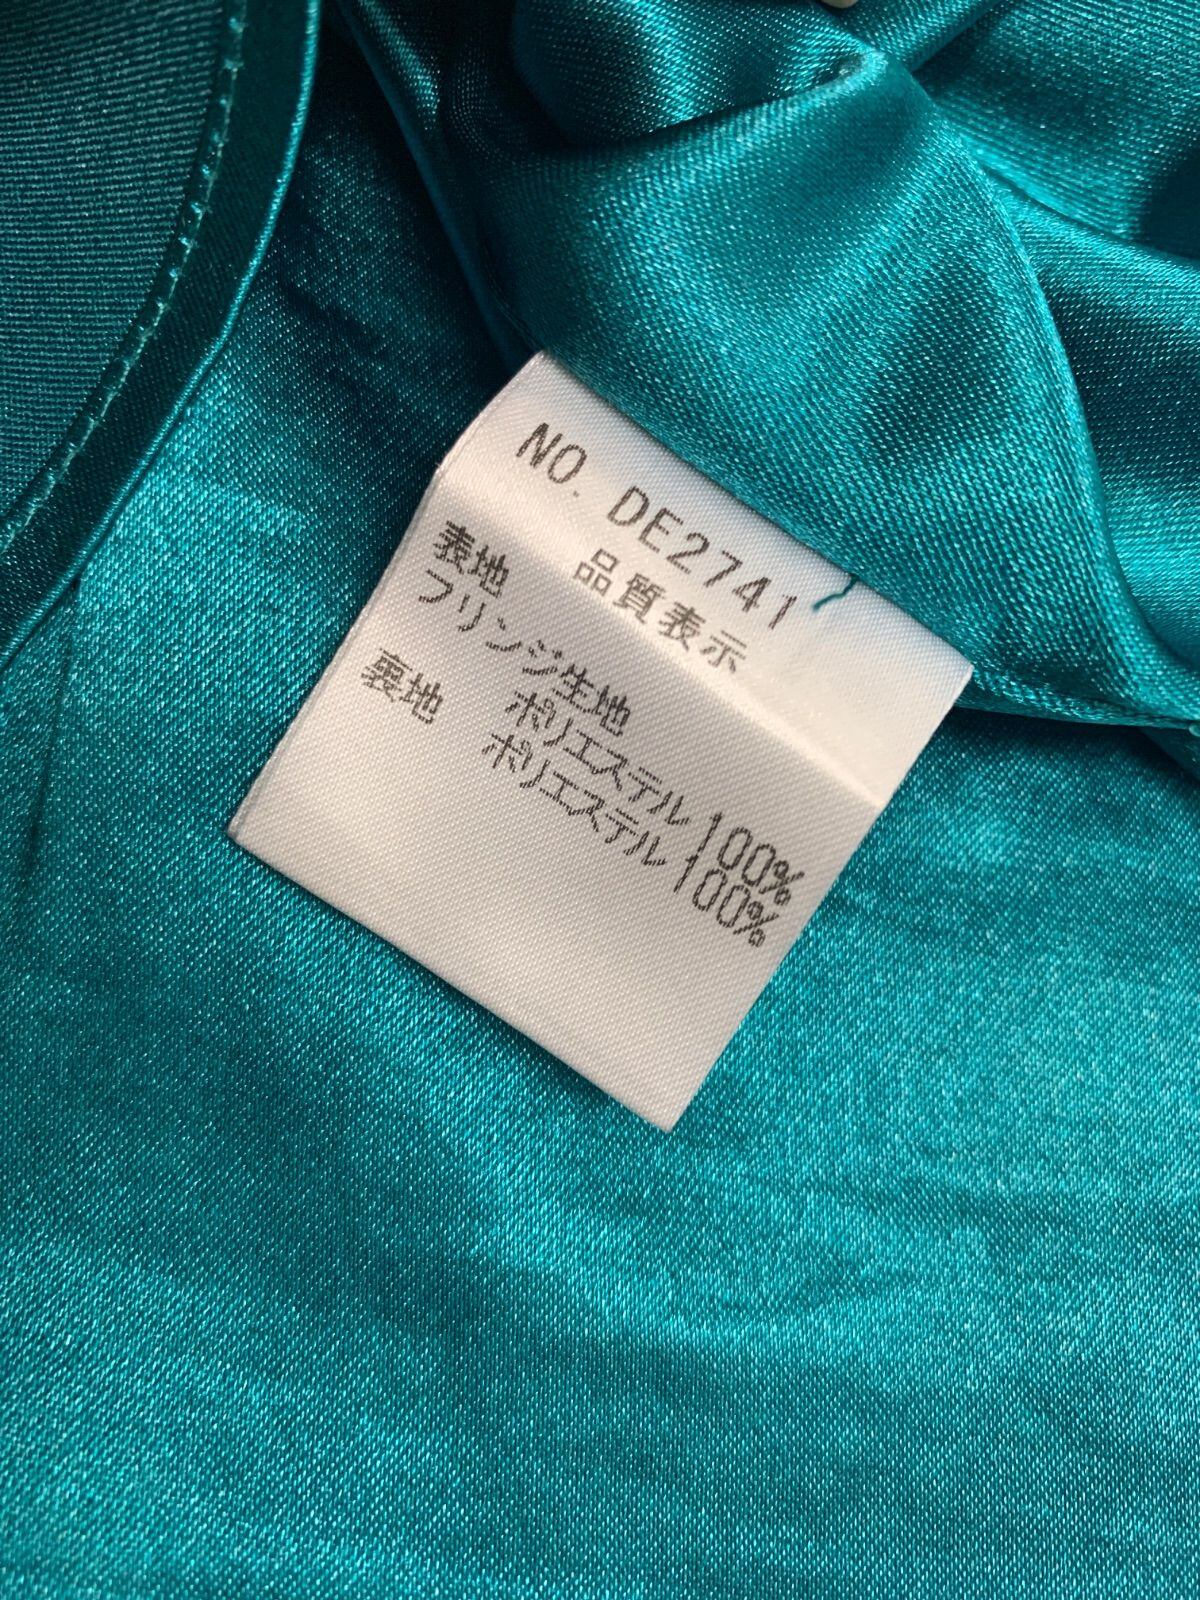 NO. DE2741
品質表示
表地
フリンジ生地
ポリエステル100%
裏地 ポリエステル100%